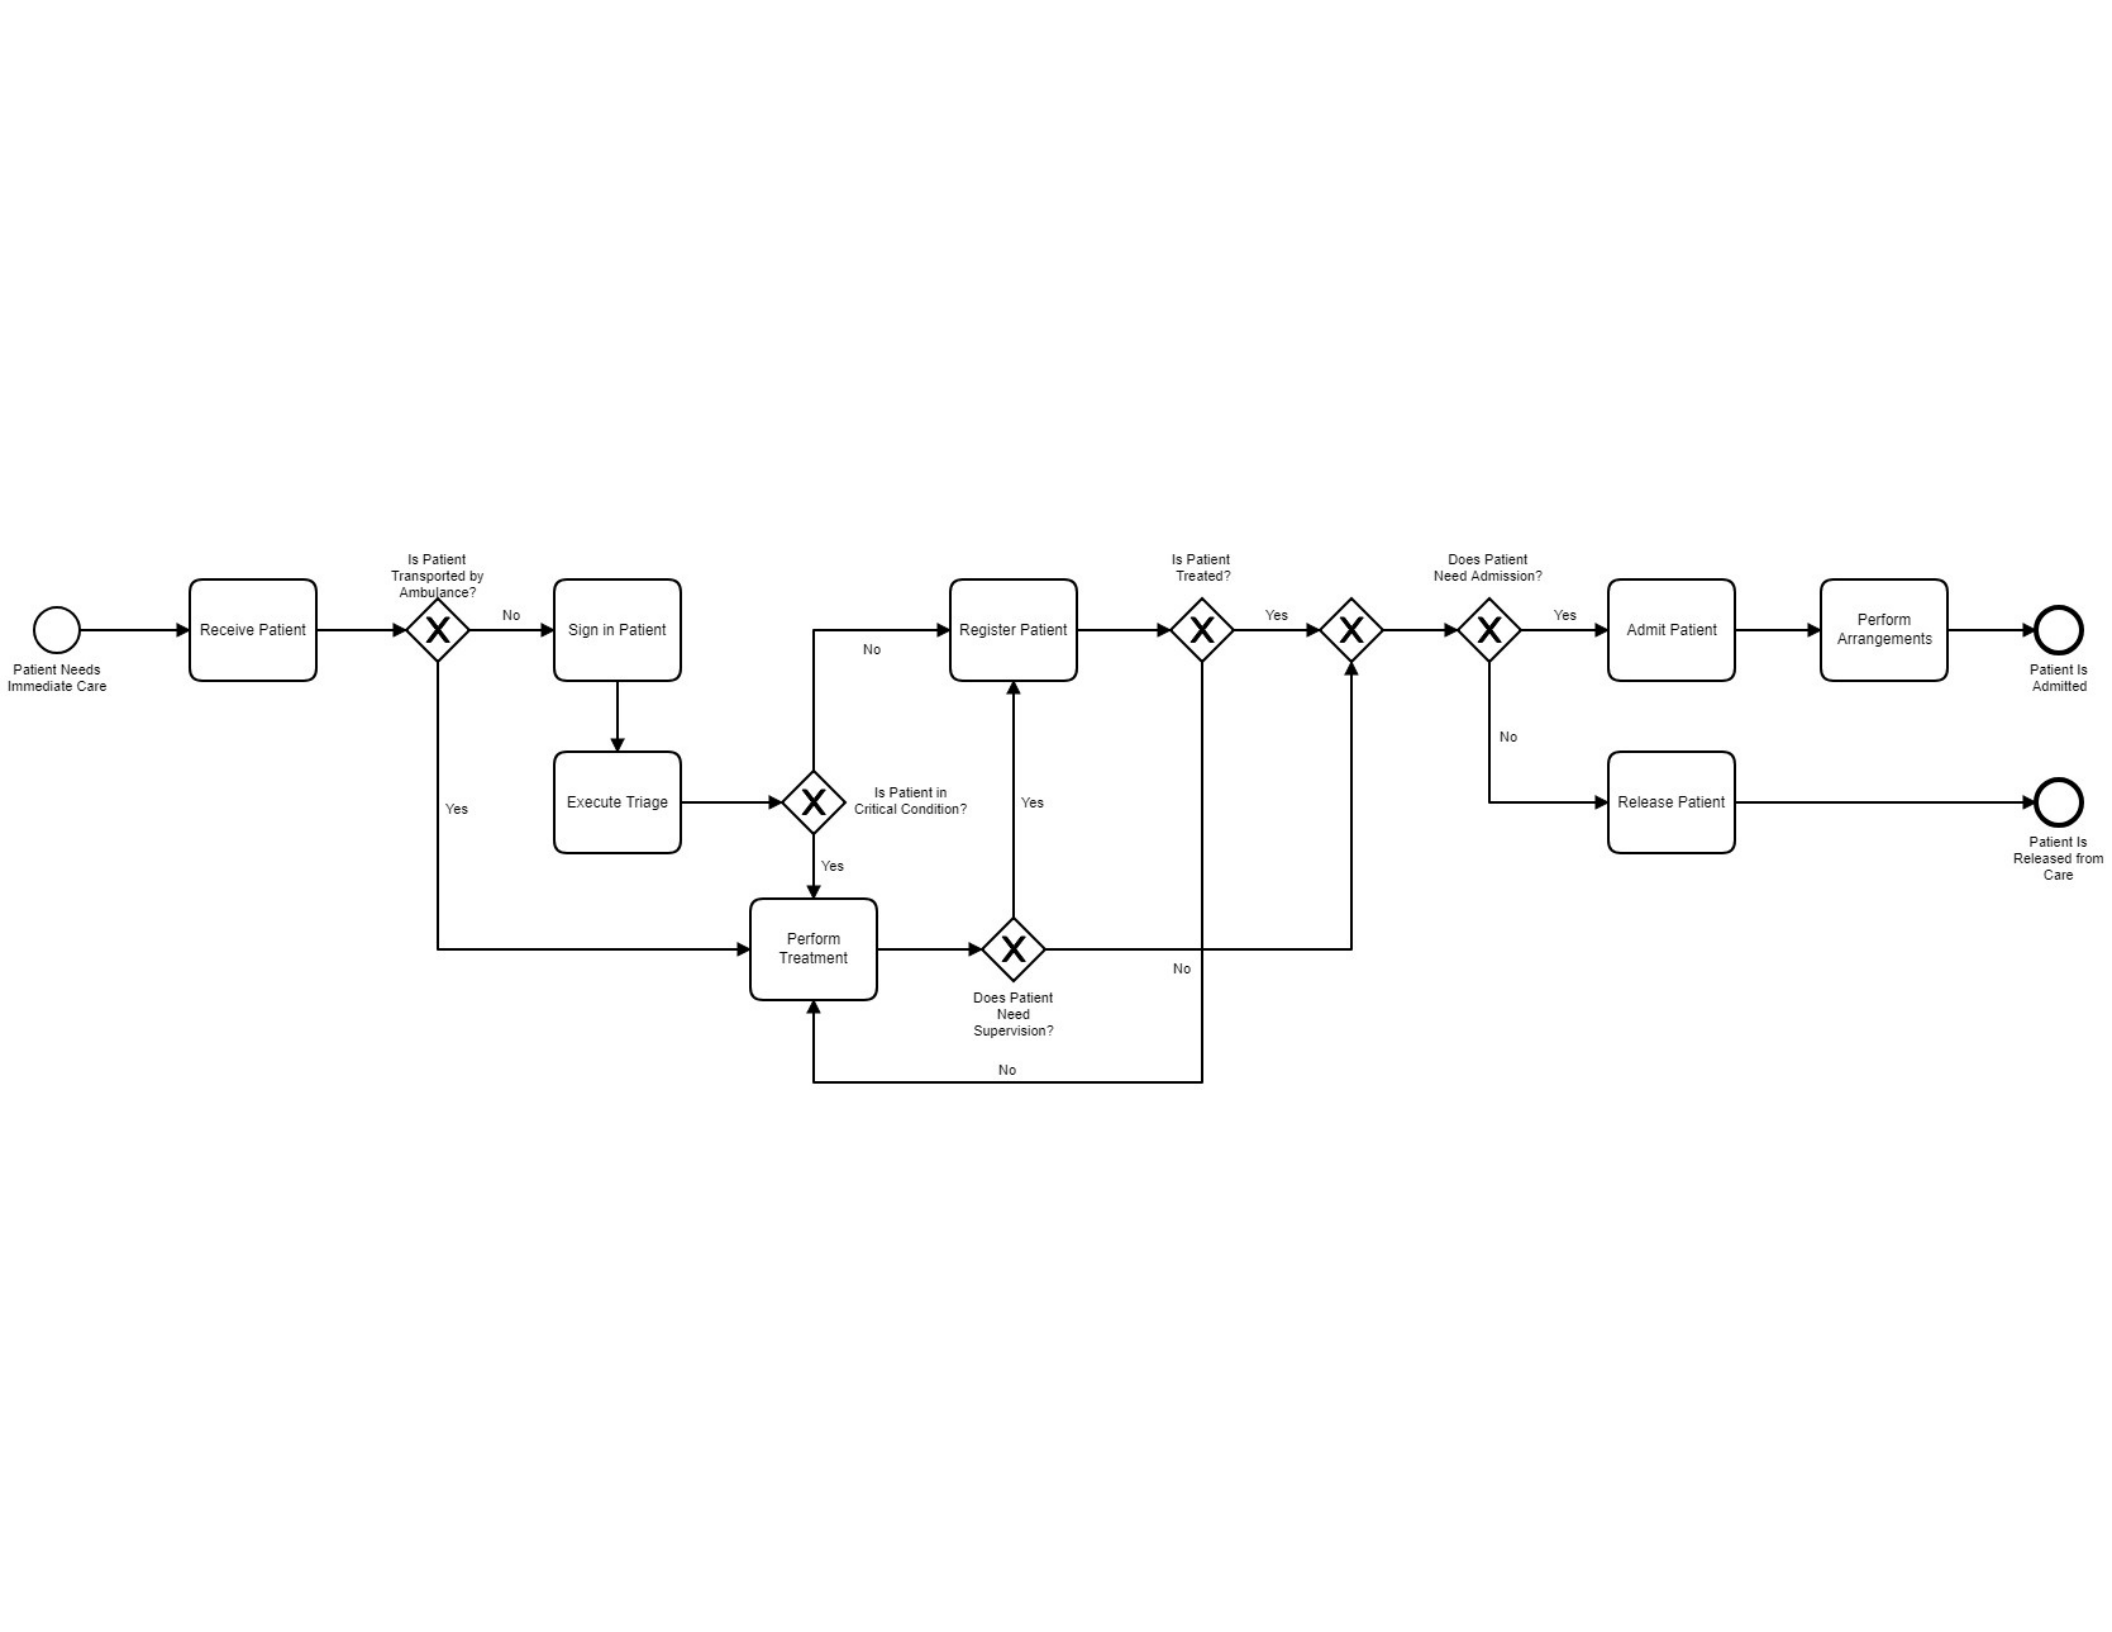 Patient Needs
Immediate Care
Receive Patient
Is Patient
Transported by
Ambulance?
No
Yes
Sign in Patient
Execute Triage
Is Patient in
Critical Condition?
No
Yes
Perform
Treatment
Does Patient
Need
Supervision?
Yes
No
Register Patient
Is Patient
Treated?
Yes
No
Does Patient
Need Admission?
Yes
No
Admit Patient
Perform
Arrangements
Patient Is
Admitted
Release Patient
Patient Is
Released from
Care